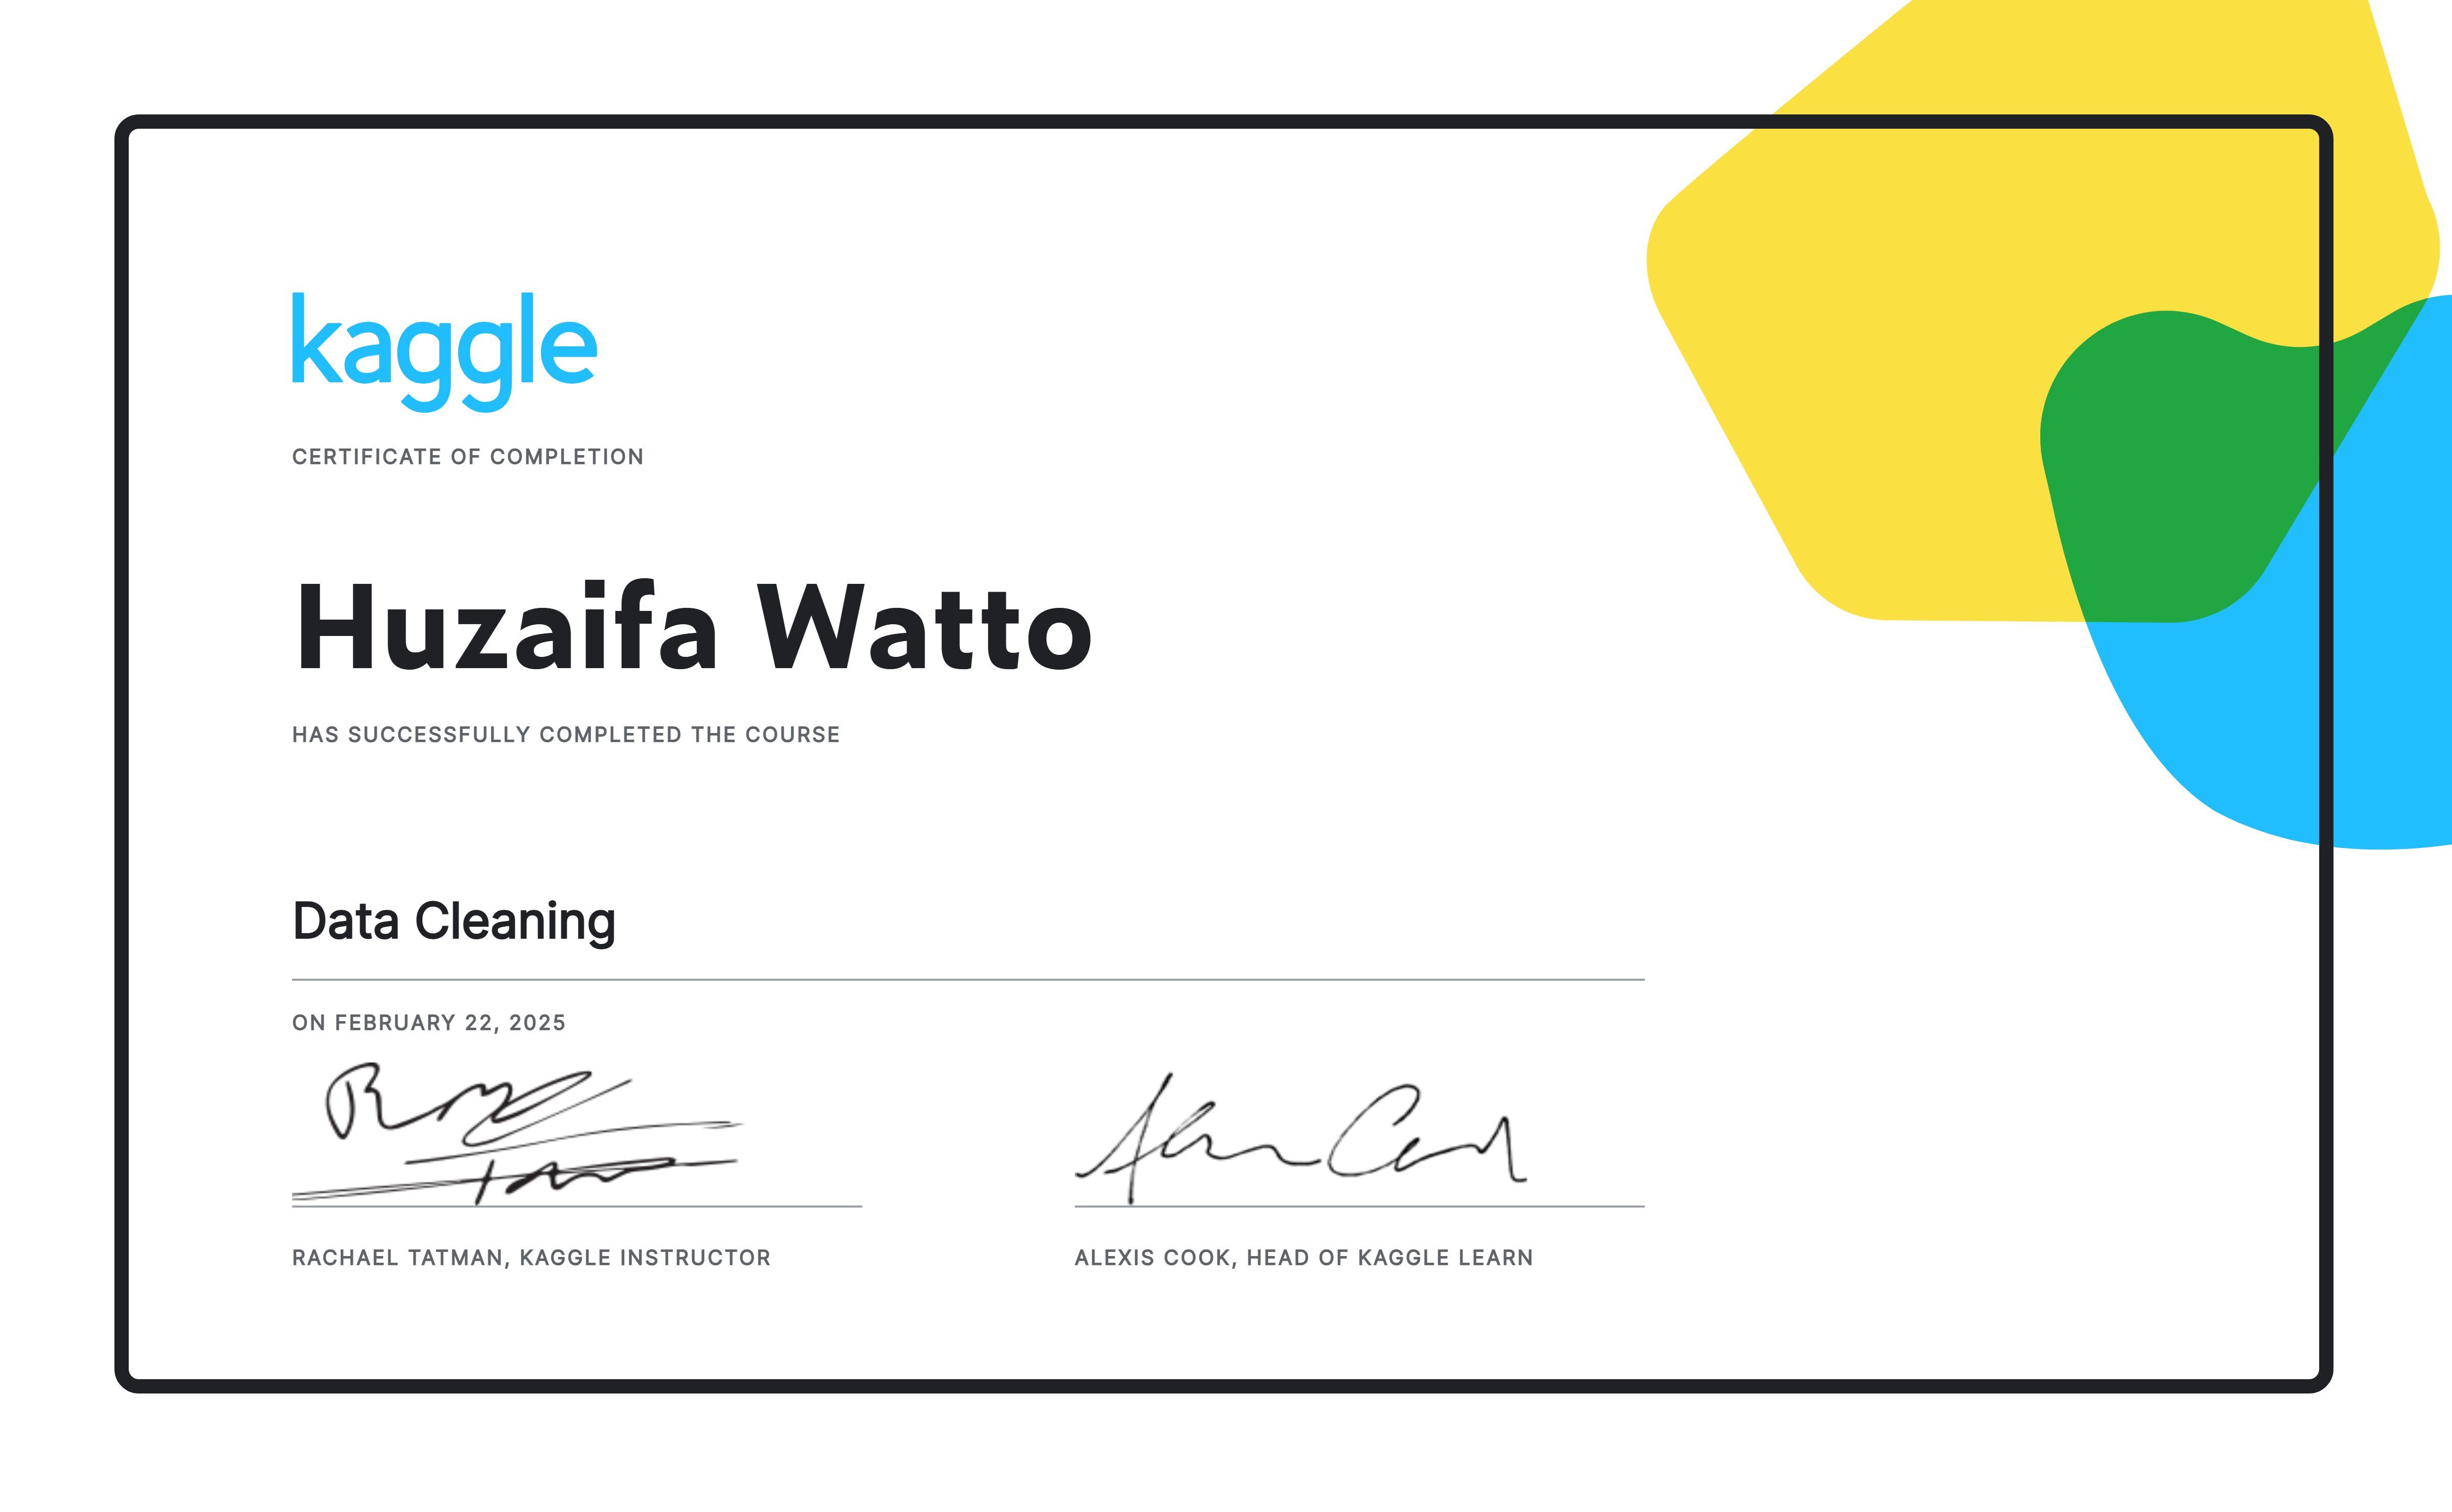 kaggle
CERTIFICATE OF COMPLETION
Huzaifa Watto
HAS SUCCESSFULLY COMPLETED THE COURSE
Data Cleaning
ON FEBRUARY 22, 2025
RACHAEL TATMAN, KAGGLE INSTRUCTOR
ALEXIS COOK, HEAD OF KAGGLE LEARN